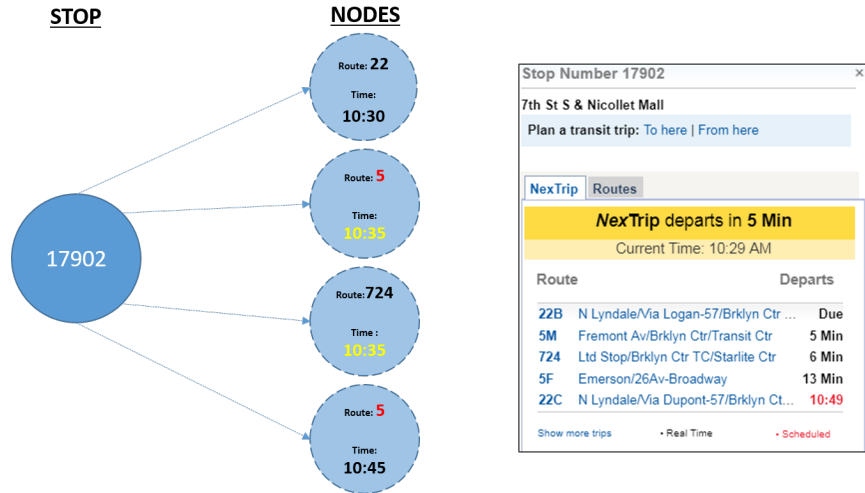 STOP
NODES
17902
Route: 22
Time:
10:30
Route: 5
Time:
10:35
Route:724
Time :
10:35
Route: 5
Time:
10:45
Stop Number 17902 ×
7th St S & Nicollet Mall
Plan a transit trip: To here | From here
NexTrip Routes
NexTrip departs in 5 Min
Current Time: 10:29 AM
Route Departs
22B N Lyndale/Via Logan-57/Brklyn Ctr ... Due
5M Fremont Av/Brklyn Ctr/Transit Ctr 5 Min
724 Ltd Stop/Brklyn Ctr TC/Starlite Ctr 6 Min
5F Emerson/26Av-Broadway 13 Min
22C N Lyndale/Via Dupont-57/Brklyn Ct... 10:49
Show more trips • Real Time • Scheduled